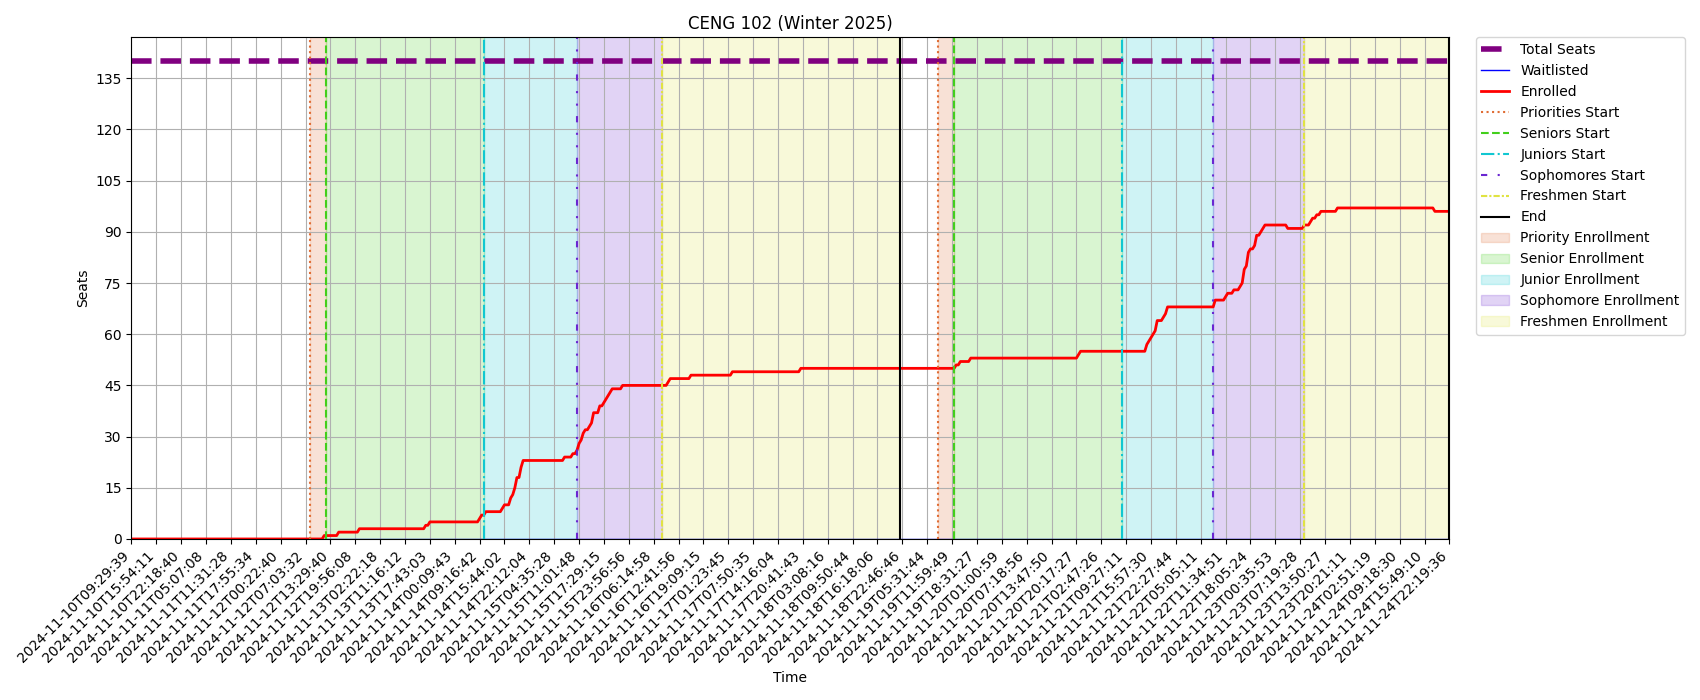 CENG 102 (Winter 2025)
Seats
135
120
105
90
75
60
45
30
15
0
2024-11-10T09:29:39
2024-11-10T15:54:11
2024-11-10T22:18:40
2024-11-11T05:07:08
2024-11-11T11:31:28
2024-11-11T17:55:34
2024-11-12T00:22:40
2024-11-12T07:03:32
2024-11-12T13:29:40
2024-11-12T19:56:08
2024-11-13T02:22:18
2024-11-13T11:16:12
2024-11-13T17:43:03
2024-11-14T00:09:43
2024-11-14T09:16:42
2024-11-14T15:44:02
2024-11-14T22:12:04
2024-11-15T04:35:28
2024-11-15T11:01:48
2024-11-15T17:29:15
2024-11-15T23:56:56
2024-11-16T06:14:58
2024-11-16T12:41:56
2024-11-16T19:09:15
2024-11-17T01:23:45
2024-11-17T07:50:35
2024-11-17T14:16:04
2024-11-17T20:41:43
2024-11-18T03:08:16
2024-11-18T09:50:44
2024-11-18T16:18:06
2024-11-18T22:46:46
2024-11-19T05:31:44
2024-11-19T11:59:49
2024-11-19T18:31:27
2024-11-20T01:00:59
2024-11-20T07:18:56
2024-11-20T13:47:50
2024-11-20T20:17:27
2024-11-21T02:47:26
2024-11-21T09:27:11
2024-11-21T15:57:30
2024-11-21T22:27:44
2024-11-22T05:05:11
2024-11-22T11:34:51
2024-11-22T18:05:24
2024-11-23T00:35:53
2024-11-23T07:19:28
2024-11-23T13:50:27
2024-11-23T20:21:11
2024-11-24T02:51:19
2024-11-24T09:18:30
2024-11-24T15:49:10
2024-11-24T22:19:36
Time
Total Seats
Waitlisted
Enrolled
Priorities Start
Seniors Start
Juniors Start
Sophomores Start
Freshmen Start
End
Priority Enrollment
Senior Enrollment
Junior Enrollment
Sophomore Enrollment
Freshmen Enrollment